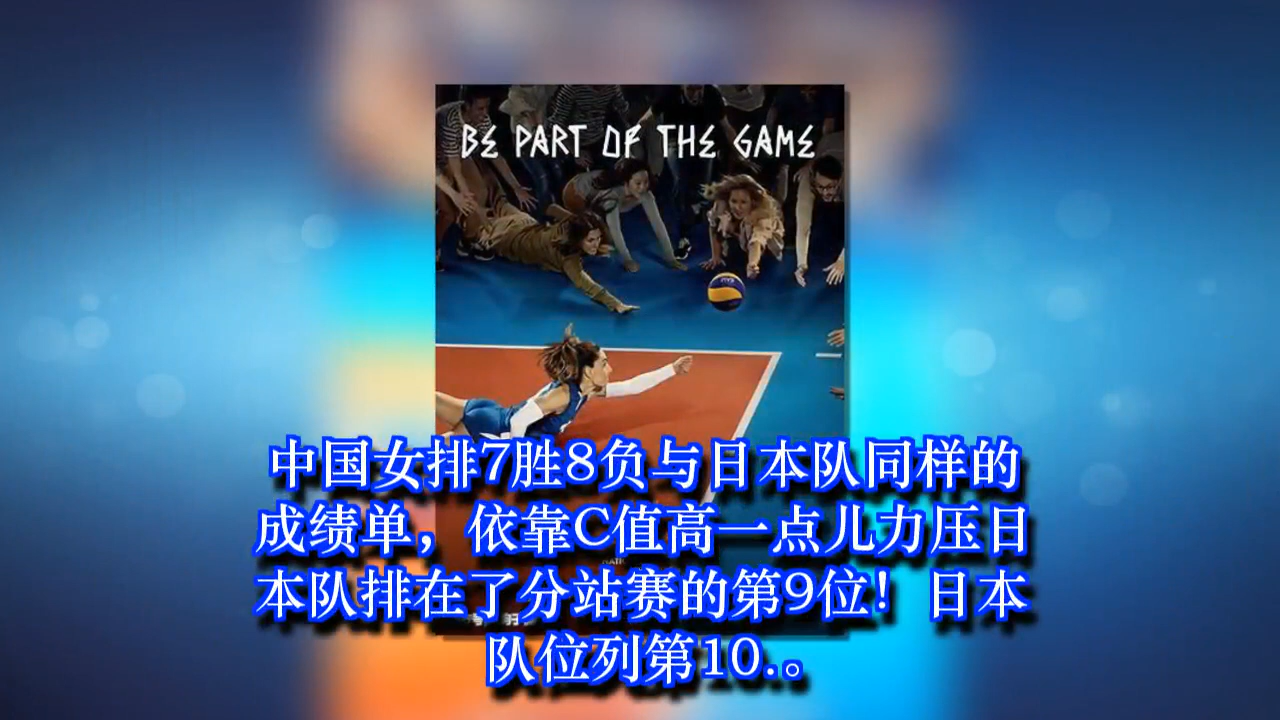 BE PART OF THE GAME
中国女排7胜8负与日本队同样的
成绩单，依靠C值高一点儿力压日
本队排在了分站赛的第9位！日本
队位列第10.。